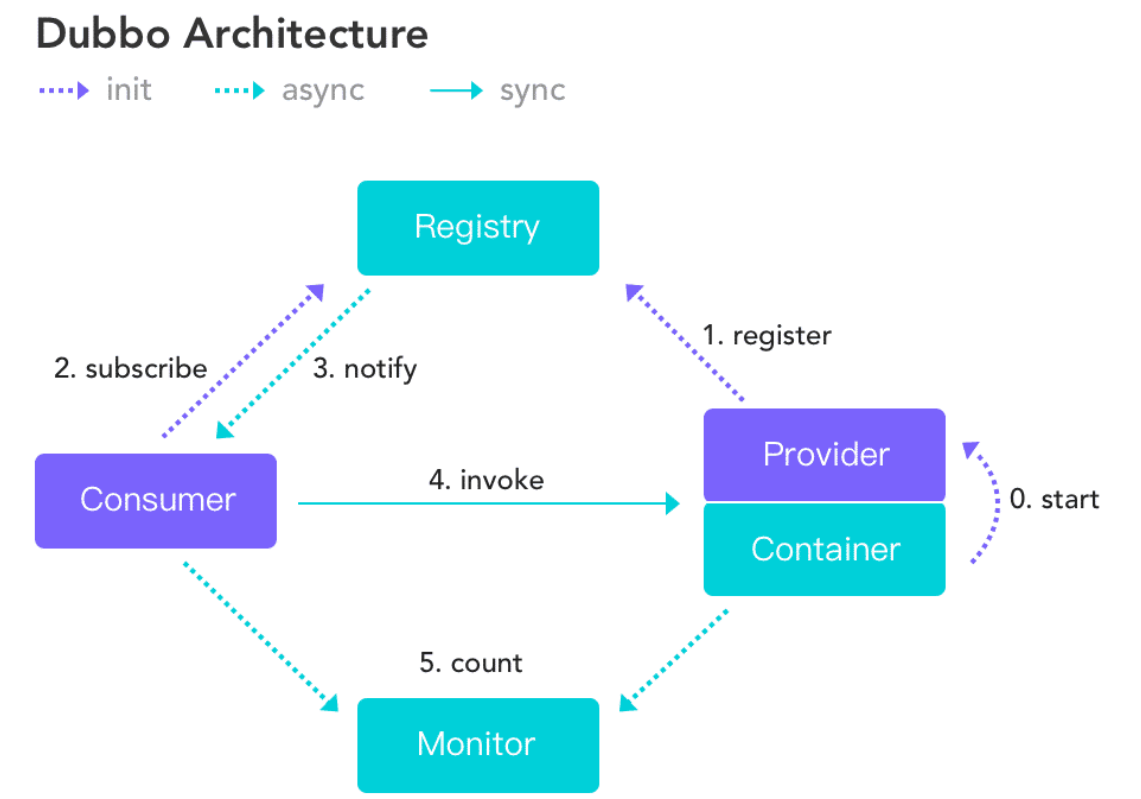 Dubbo Architecture
init async sync
Registry
1. register
2. subscribe 3. notify
Provider
4. invoke
Consumer 0. start
Container
5. count
Monitor